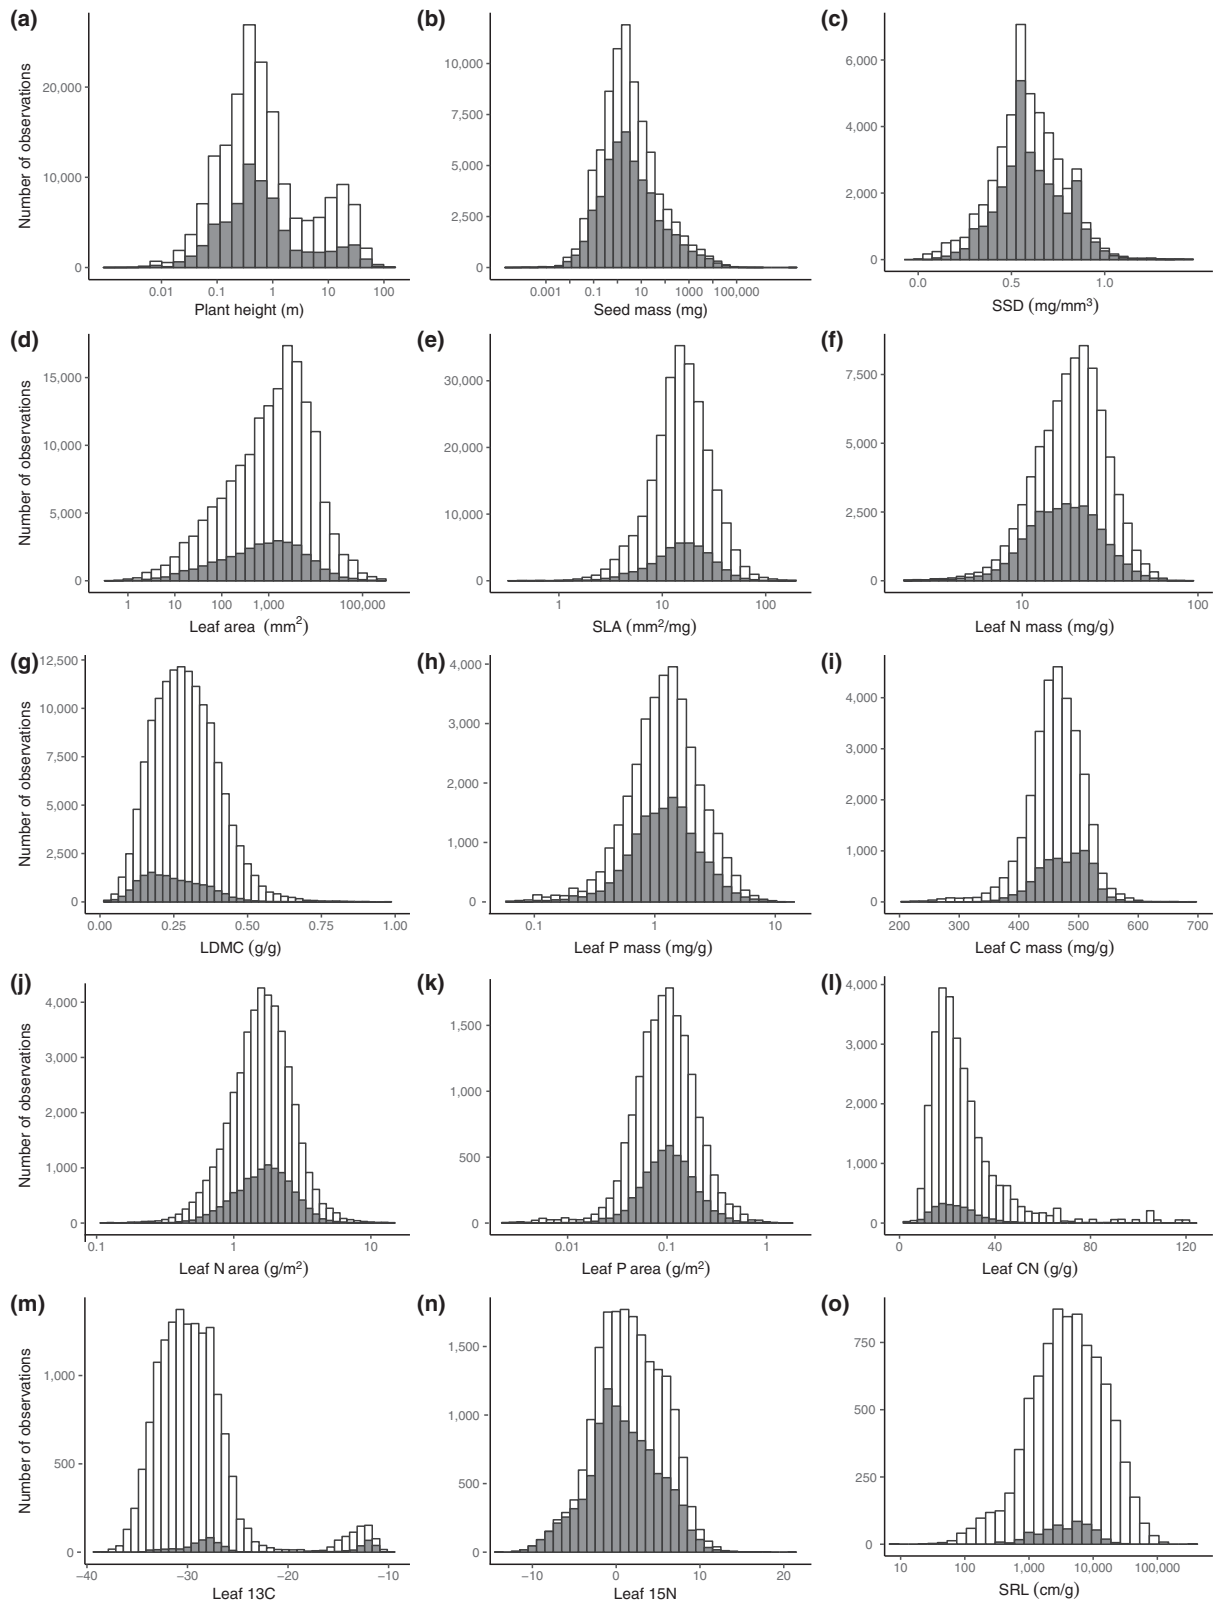 (a)
Number of observations
20,000
10,000
0
0.01 0.1 1 10 100
Plant height (m)
(b)
10,000
7,500
5,000
2,500
0
0.001 0.1 10 1000 100,000
Seed mass (mg)
(c)
6,000
4,000
2,000
0
0.0 0.5 1.0
SSD (mg/mm³)
(d)
Number of observations
15,000
10,000
5,000
0
1 10 100 1,000 100,000
Leaf area (mm²)
(e)
30,000
20,000
10,000
0
1 10 100
SLA (mm²/mg)
(f)
7,500
5,000
2,500
0
10 100
Leaf N mass (mg/g)
(g)
Number of observations
12,500
10,000
7,500
5,000
2,500
0
0.00 0.25 0.50 0.75 1.00
LDMC (g/g)
(h)
4,000
3,000
2,000
1,000
0
0.1 1 10
Leaf P mass (mg/g)
(i)
4,000
3,000
2,000
1,000
0
200 300 400 500 600 700
Leaf C mass (mg/g)
(j)
Number of observations
4,000
3,000
2,000
1,000
0
0.1 1 10
Leaf N area (g/m²)
(k)
1,500
1,000
500
0
0.01 0.1 1
Leaf P area (g/m²)
(l)
4,000
3,000
2,000
1,000
0
0 40 80 120
Leaf CN (g/g)
(m)
Number of observations
1,000
500
0
−40 −30 −20 −10
Leaf 13C
(n)
1,500
1,000
500
0
−10 0 10 20
Leaf 15N
(o)
750
500
250
0
10 100 1,000 10,000 100,000
SRL (cm/g)